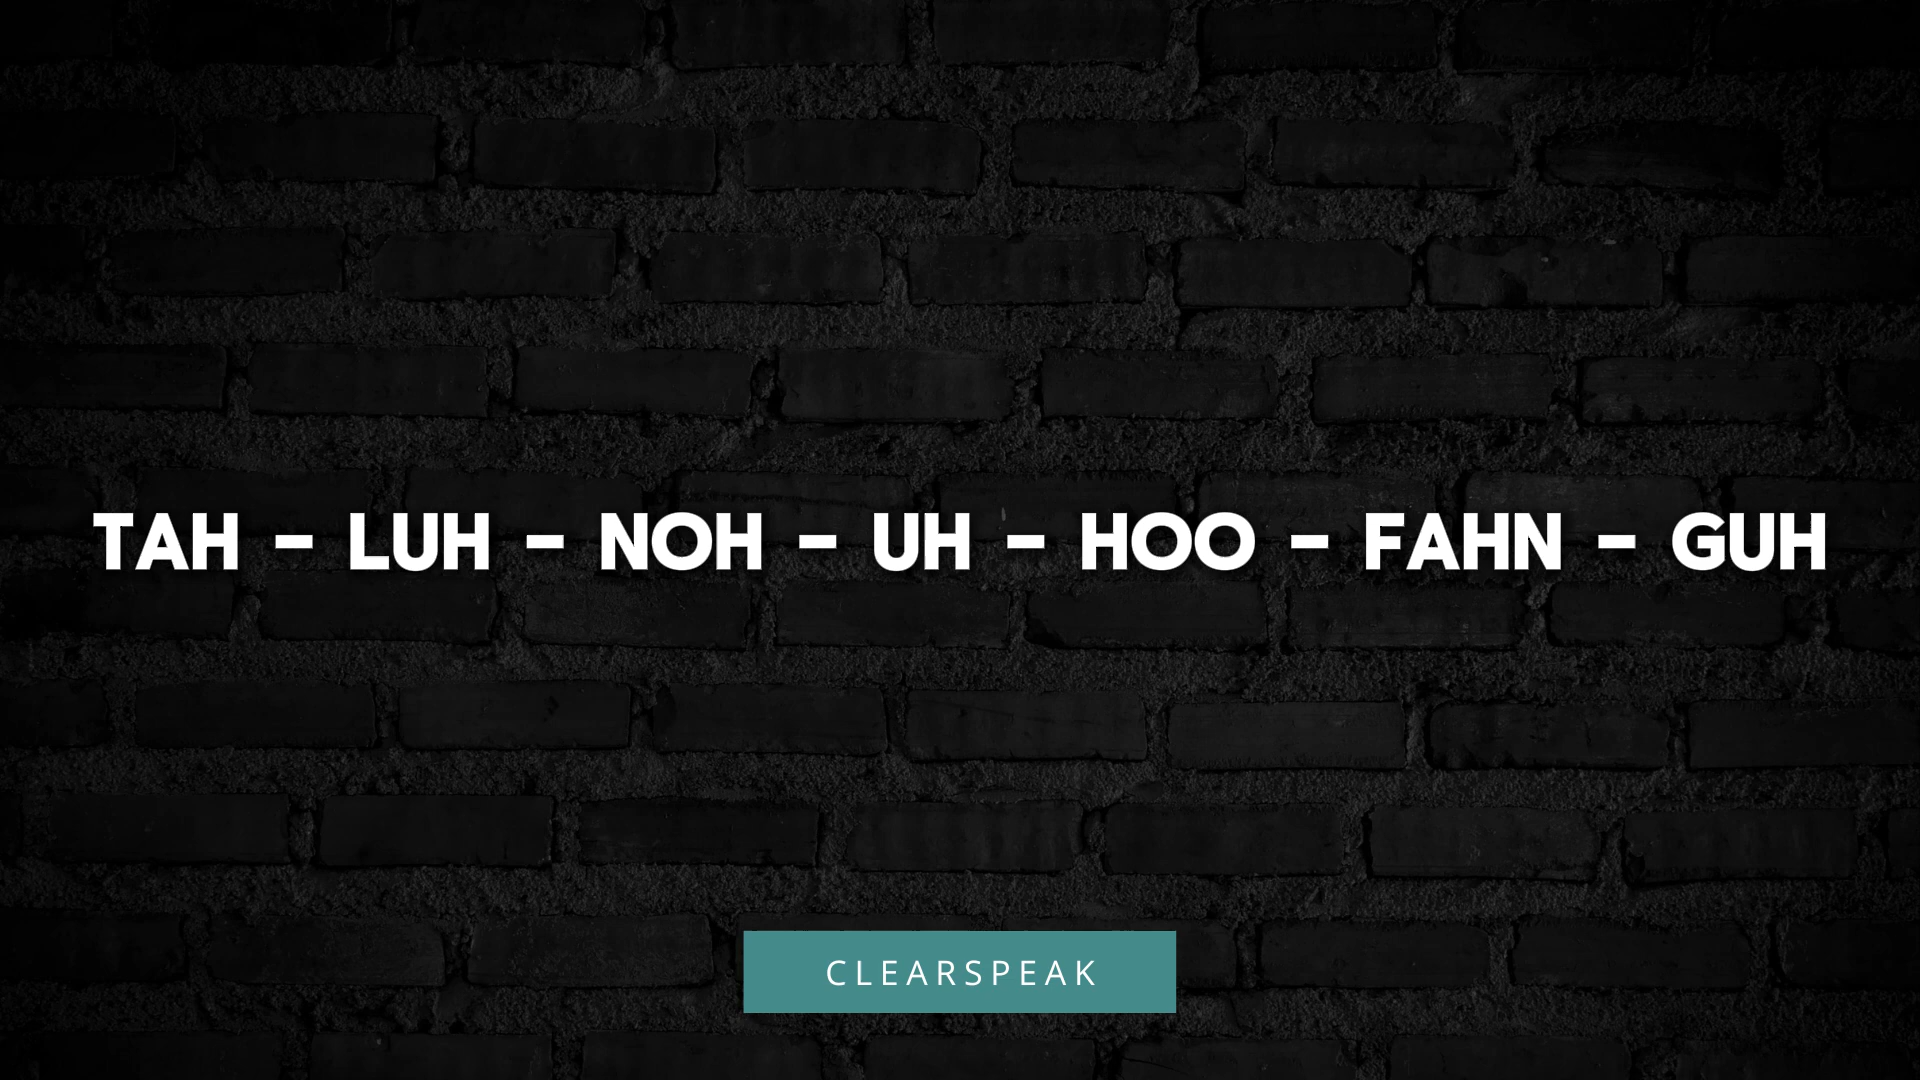 TAH – LUH – NOH – UH – HOO – FAHN – GUH
CLEARSPEAK